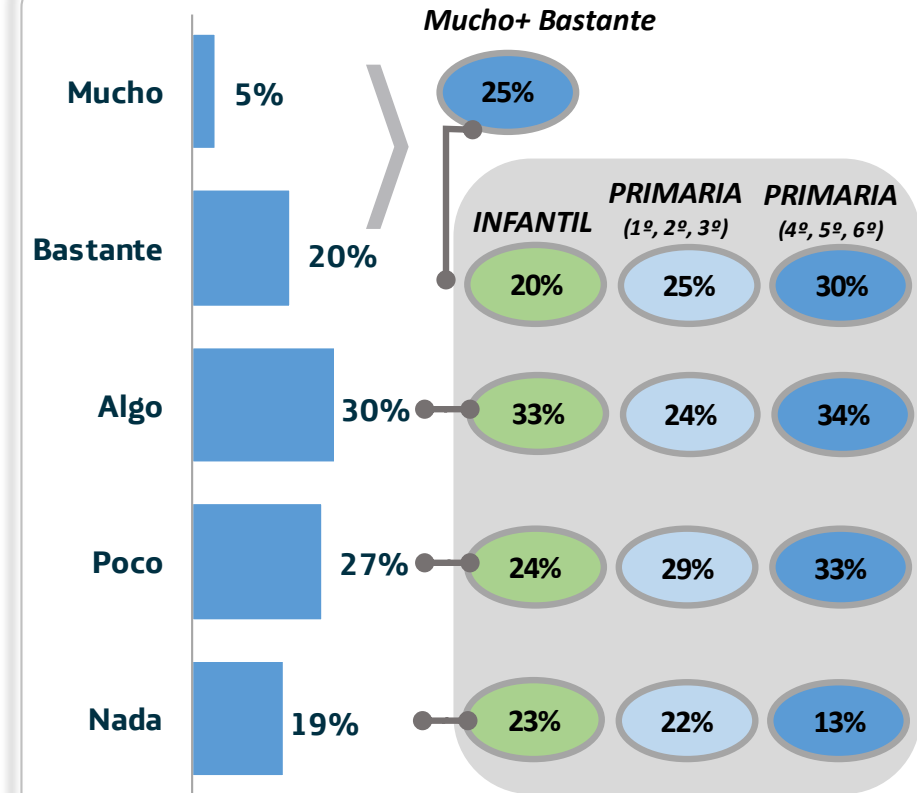 Mucho+ Bastante
Mucho 5% 25%
PRIMARIA PRIMARIA
INFANTIL (1º, 2º, 3º) (4º, 5º, 6º)
Bastante 20% 20% 25% 30%
Algo 30% 33% 24% 34%
Poco 27% 24% 29% 33%
Nada 19% 23% 22% 13%